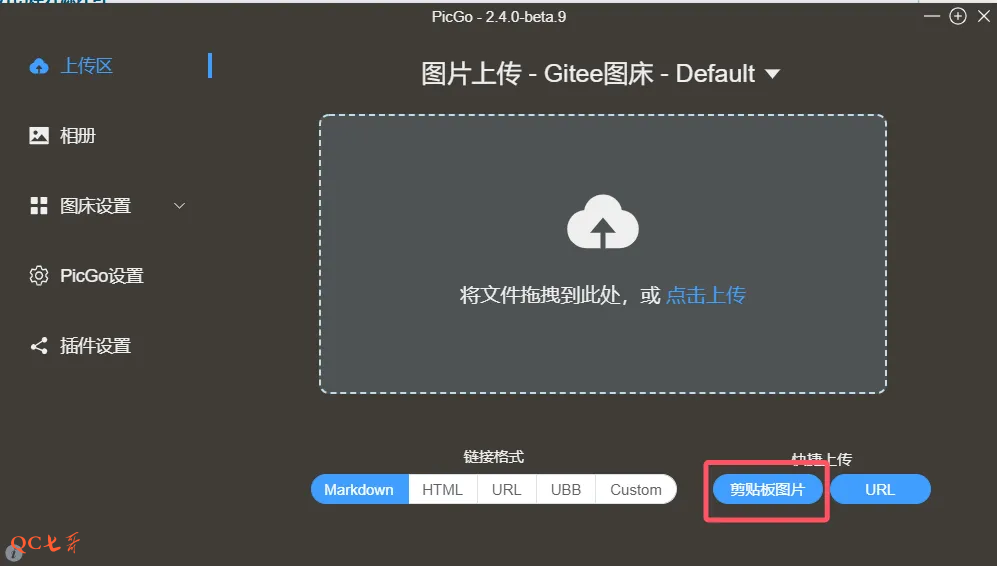 PicGo - 2.4.0-beta.9
上传区
图片上传 - Gitee图床 - Default
相册
图床设置
PicGo设置
插件设置
将文件拖拽到此处，或 点击上传
链接格式
快捷上传
Markdown HTML URL UBB Custom
剪贴板图片 URL
QC七哥